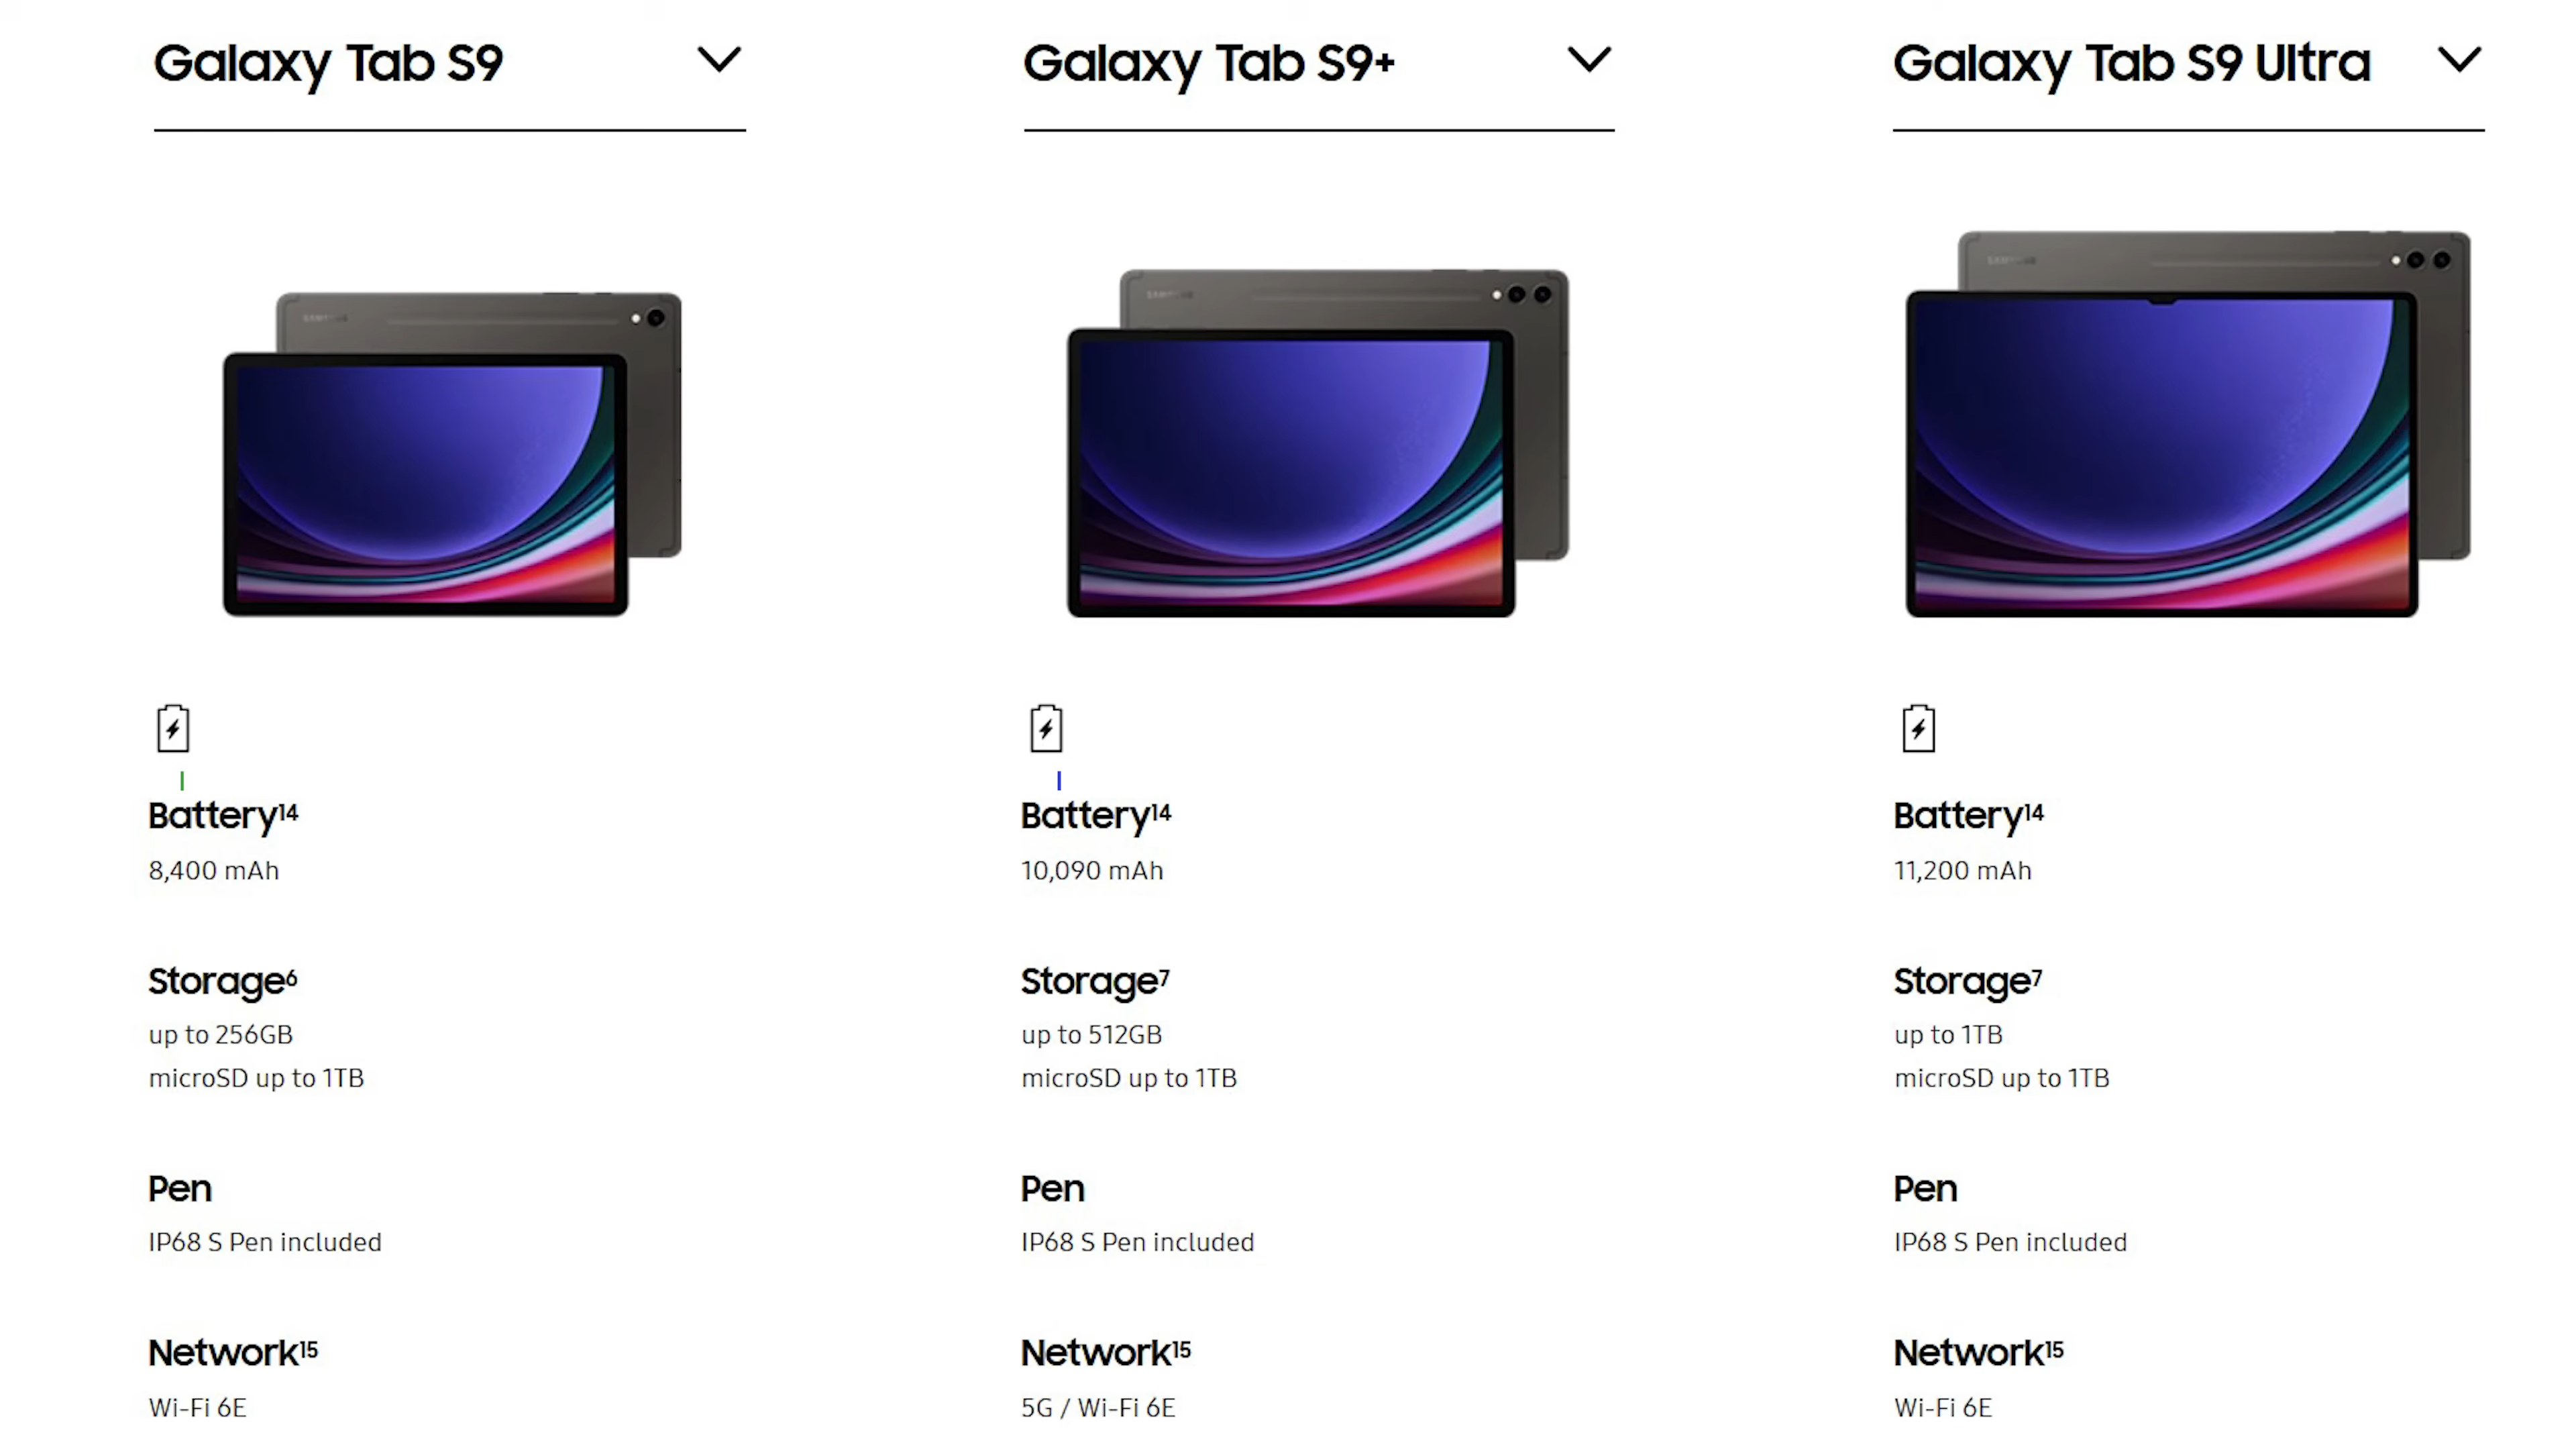 Galaxy Tab S9
Galaxy Tab S9+
Galaxy Tab S9 Ultra
SAMSUNG
SAMSUNG
SAMSUNG
Battery14
8,400 mAh
Storage6
up to 256GB
microSD up to 1TB
Pen
IP68 S Pen included
Network15
Wi-Fi 6E
Battery14
10,090 mAh
Storage7
up to 512GB
microSD up to 1TB
Pen
IP68 S Pen included
Network15
5G / Wi-Fi 6E
Battery14
11,200 mAh
Storage7
up to 1TB
microSD up to 1TB
Pen
IP68 S Pen included
Network15
Wi-Fi 6E